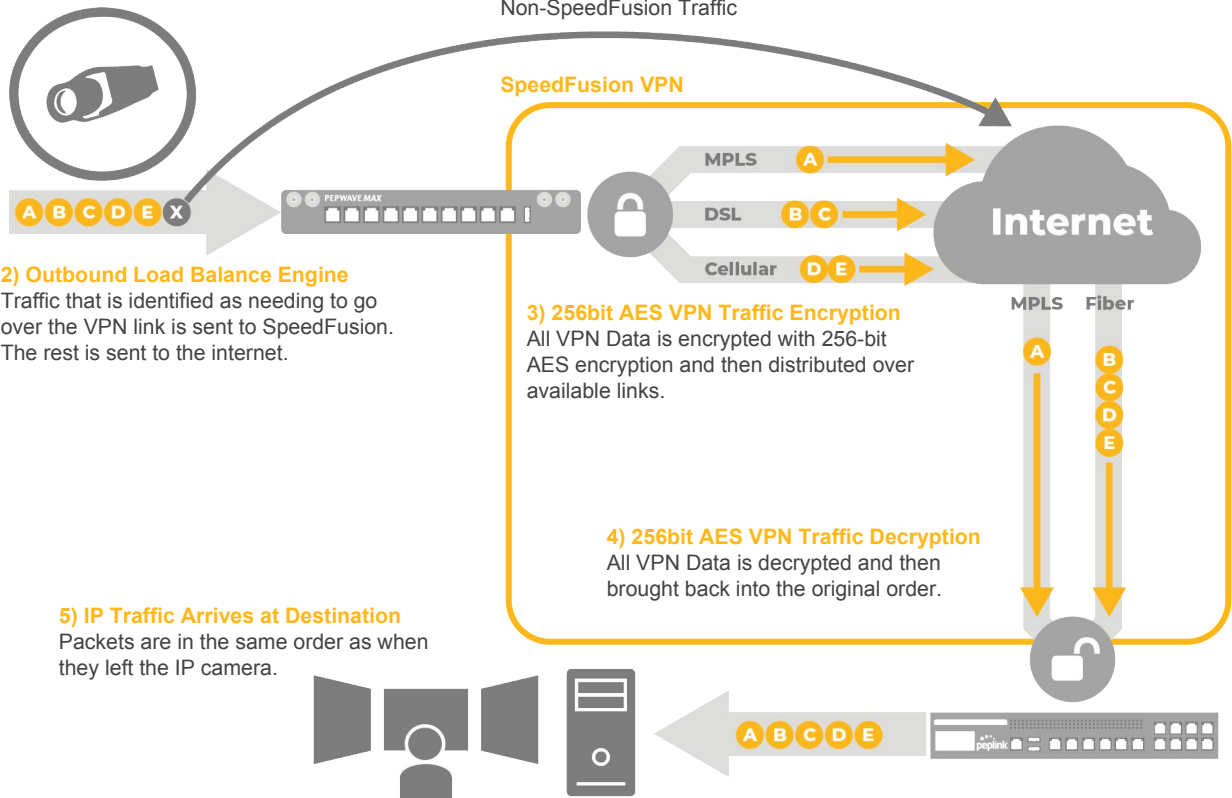 Non-SpeedFusion Traffic
SpeedFusion VPN
A B C D E X
PEPWAVE MAX
MPLS A
DSL B C
Cellular D E
Internet
2) Outbound Load Balance Engine
Traffic that is identified as needing to go
over the VPN link is sent to SpeedFusion.
The rest is sent to the internet.
3) 256bit AES VPN Traffic Encryption
All VPN Data is encrypted with 256-bit
AES encryption and then distributed over
available links.
MPLS Fiber
A
B
C
D
E
4) 256bit AES VPN Traffic Decryption
All VPN Data is decrypted and then
brought back into the original order.
5) IP Traffic Arrives at Destination
Packets are in the same order as when
they left the IP camera.
A B C D E
peplink